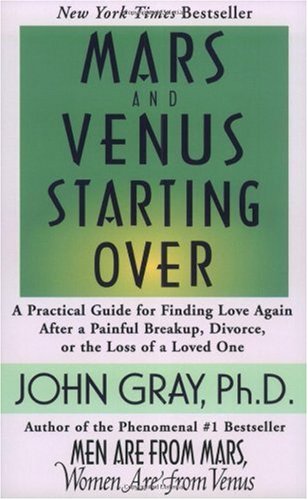 New York Times Bestseller
MARS
AND
VENUS
STARTING
OVER
A Practical Guide for Finding Love Again
After a Painful Breakup, Divorce,
or the Loss of a Loved One
JOHN GRAY, Ph.D.
Author of the Phenomenal #1 Bestseller
MEN ARE FROM MARS,
Women Are from Venus